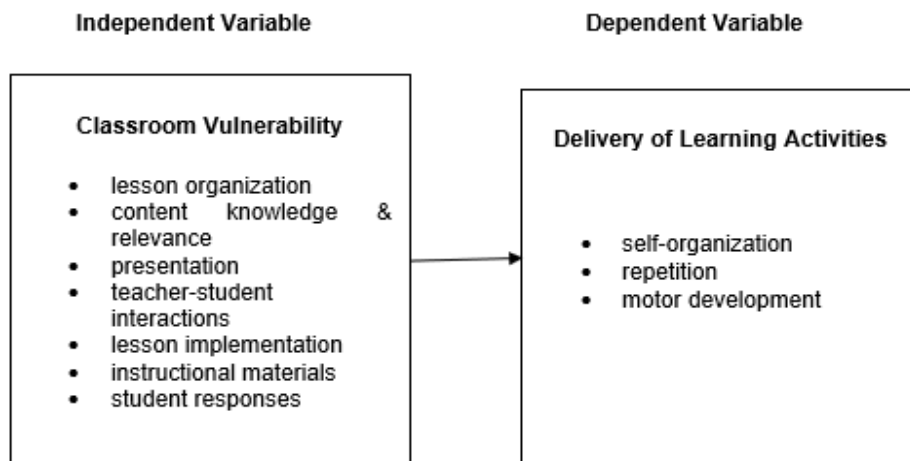 Independent Variable
Dependent Variable
Classroom Vulnerability
• lesson organization
• content knowledge &
relevance
• presentation
• teacher-student
interactions
• lesson implementation
• instructional materials
• student responses
Delivery of Learning Activities
• self-organization
• repetition
• motor development